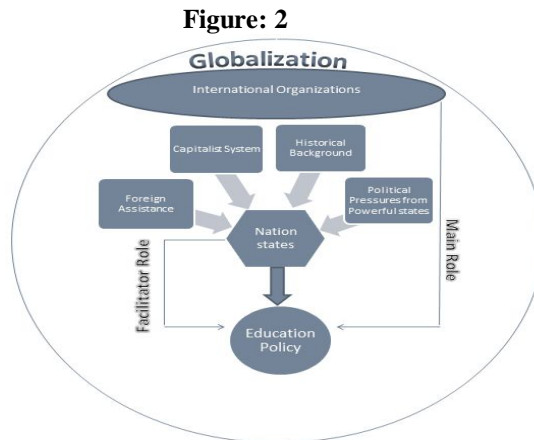 Figure: 2
Globalization
International Organizations
Capitalist System
Historical
Background
Foreign
Assistance
Political
Pressures from
Powerful states
Nation
states
Facilitator Role
Main Role
Education
Policy